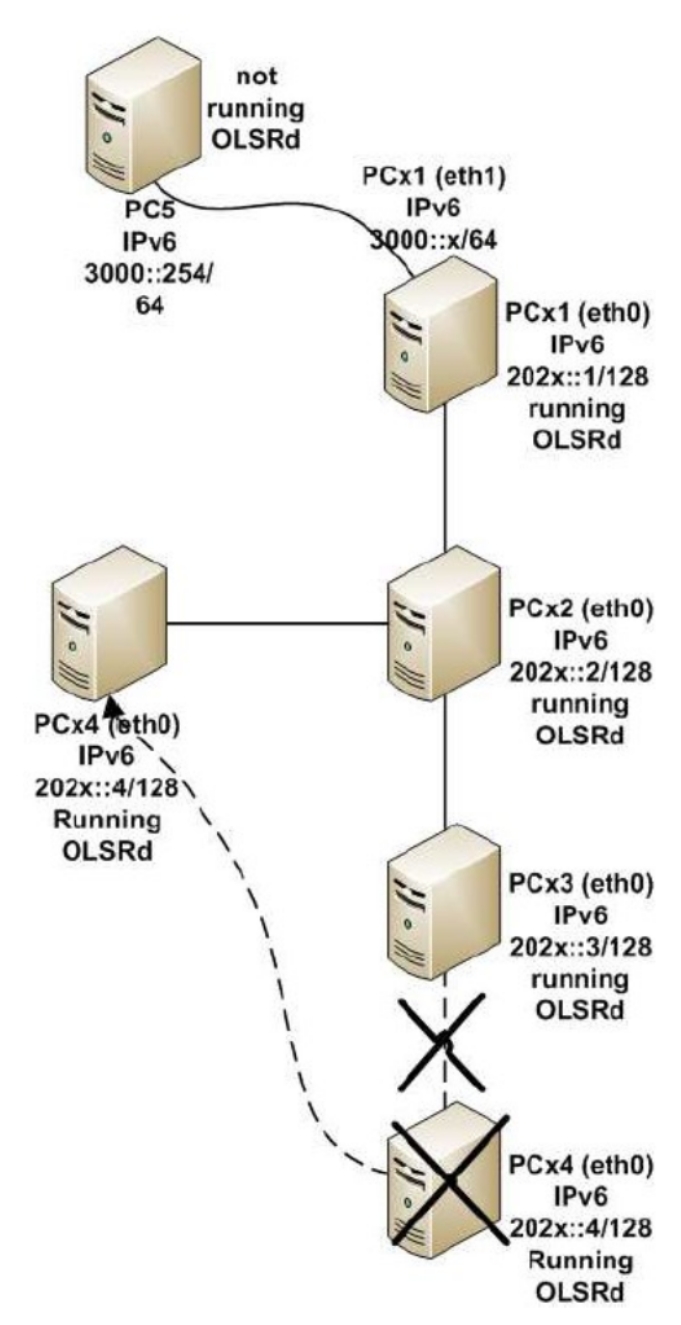 not
running
OLSRd
PC5
IPv6
3000::254/
64
PCx1 (eth1)
IPv6
3000::x/64
PCx1 (eth0)
IPv6
202x::1/128
running
OLSRd
PCx2 (eth0)
IPv6
202x::2/128
running
OLSRd
PCx4 (eth0)
IPv6
202x::4/128
Running
OLSRd
PCx3 (eth0)
IPv6
202x::3/128
running
OLSRd
PCx4 (eth0)
IPv6
202x::4/128
Running
OLSRd